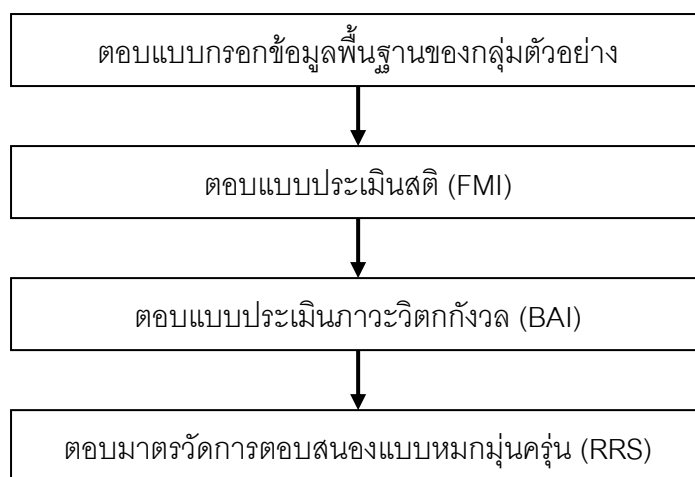 ตอบแบบกรอกข้อมูลพื้นฐานของกลุ่มตัวอย่าง
ตอบแบบประเมินสติ (FMI)
ตอบแบบประเมินภาวะวิตกกังวล (BAI)
ตอบมาตรวัดการตอบสนองแบบหมกมุ่นครุ่น (RRS)